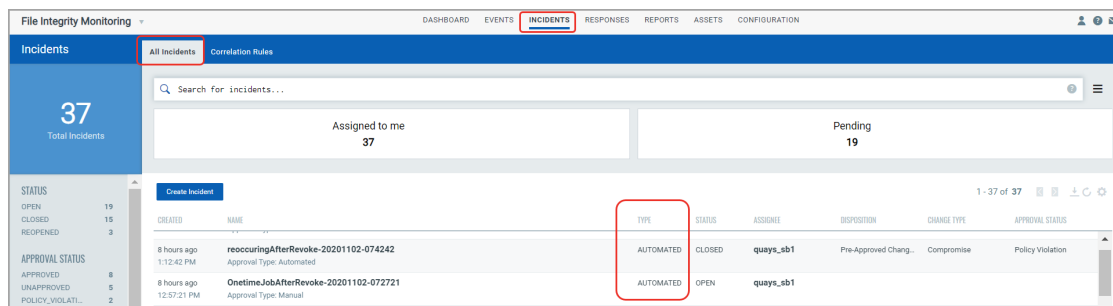 File Integrity Monitoring DASHBOARD EVENTS INCIDENTS RESPONSES REPORTS ASSETS CONFIGURATION
Incidents All Incidents Correlation Rules
Search for incidents...
37
Total Incidents
Assigned to me Pending
37 19
STATUS Create Incident 1 - 37 of 37
OPEN 19
CLOSED 15
REOPENED 3
CREATED NAME TYPE STATUS ASSIGNEE DISPOSITION CHANGE TYPE APPROVAL STATUS
8 hours ago reoccuringAfterRevoke-20201102-074242 AUTOMATED CLOSED quays_sb1 Pre-Approved Chang... Compromise Policy Violation
1:12:42 PM Approval Type: Automated
APPROVAL STATUS
APPROVED 8
UNAPPROVED 5
POLICY_VIOLATI... 2
8 hours ago OnetimeJobAfterRevoke-20201102-072721 AUTOMATED OPEN quays_sb1
12:57:21 PM Approval Type: Manual